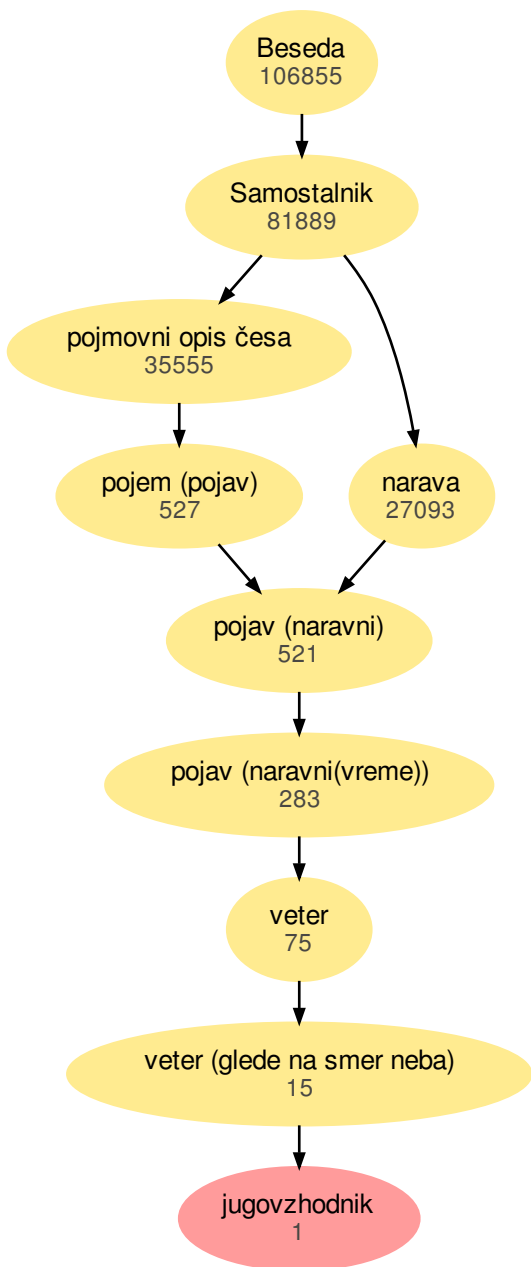 Beseda
106855
Samostalnik
81889
pojmovni opis česa
35555
pojem (pojav)
527
narava
27093
pojav (naravni)
521
pojav (naravni(vreme))
283
veter
75
veter (glede na smer neba)
15
jugovzhodnik
1